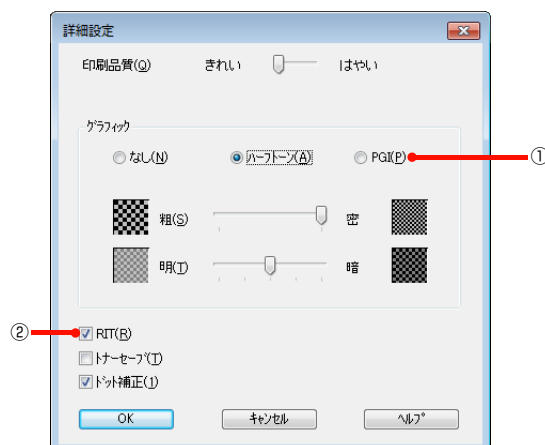 詳細設定
印刷品質(Q) きれい はやい
グラフィック
なし(N) ハーフトーン(A) PGI(P) ①
粗(S) 密
明(T) 暗
② RIT(R)
トナーセーブ(T)
ドット補正(1)
OK キャンセル ヘルプ